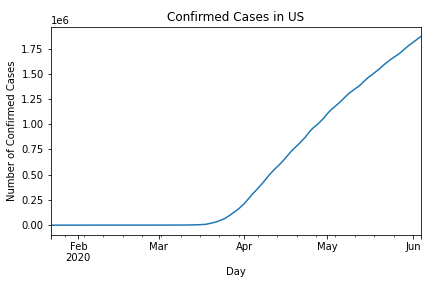 Confirmed Cases in US
1e6
1.75
1.50
1.25
1.00
0.75
0.50
0.25
0.00
Number of Confirmed Cases
Feb Mar Apr May Jun
2020
Day